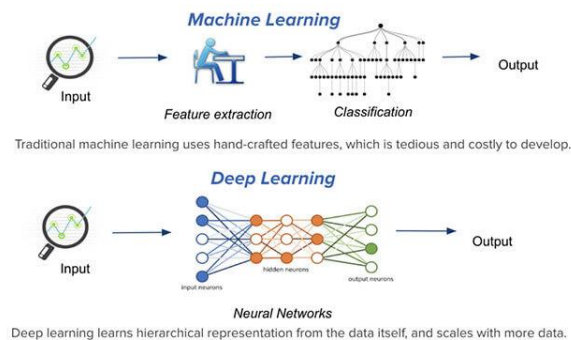 Machine Learning
Input
Feature extraction
Classification
Output
Traditional machine learning uses hand-crafted features, which is tedious and costly to develop.
Deep Learning
Input
input neurons
hidden neurons
output neurons
Output
Neural Networks
Deep learning learns hierarchical representation from the data itself, and scales with more data.